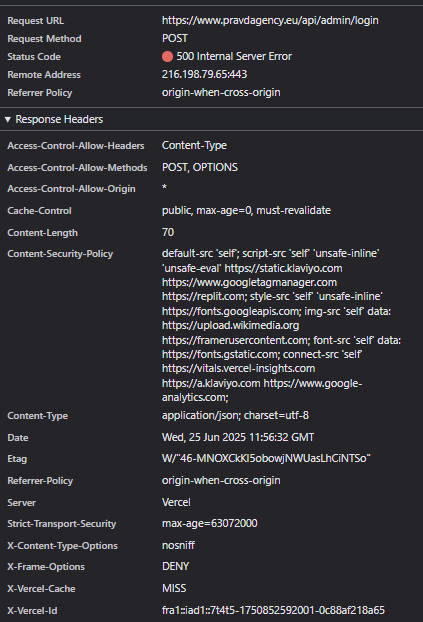 Request URL https://www.pravdagency.eu/api/admin/login
Request Method POST
Status Code 500 Internal Server Error
Remote Address 216.198.79.65:443
Referrer Policy origin-when-cross-origin
Response Headers
Access-Control-Allow-Headers Content-Type
Access-Control-Allow-Methods POST, OPTIONS
Access-Control-Allow-Origin *
Cache-Control public, max-age=0, must-revalidate
Content-Length 70
Content-Security-Policy default-src 'self'; script-src 'self' 'unsafe-inline'
'unsafe-eval' https://static.klaviyo.com
https://www.googletagmanager.com
https://replit.com; style-src 'self' 'unsafe-inline'
https://fonts.googleapis.com; img-src 'self' data:
https://upload.wikimedia.org
https://framerusercontent.com; font-src 'self' data:
https://fonts.gstatic.com; connect-src 'self'
https://vitals.vercel-insights.com
https://a.klaviyo.com https://www.google-
analytics.com;
Content-Type application/json; charset=utf-8
Date Wed, 25 Jun 2025 11:56:32 GMT
Etag W/"46-MNOXCkKl5obowjNWUasLhCiNTSo"
Referrer-Policy origin-when-cross-origin
Server Vercel
Strict-Transport-Security max-age=63072000
X-Content-Type-Options nosniff
X-Frame-Options DENY
X-Vercel-Cache MISS
X-Vercel-Id fra1::iad1::7t4t5-1750852592001-0c88af218a65